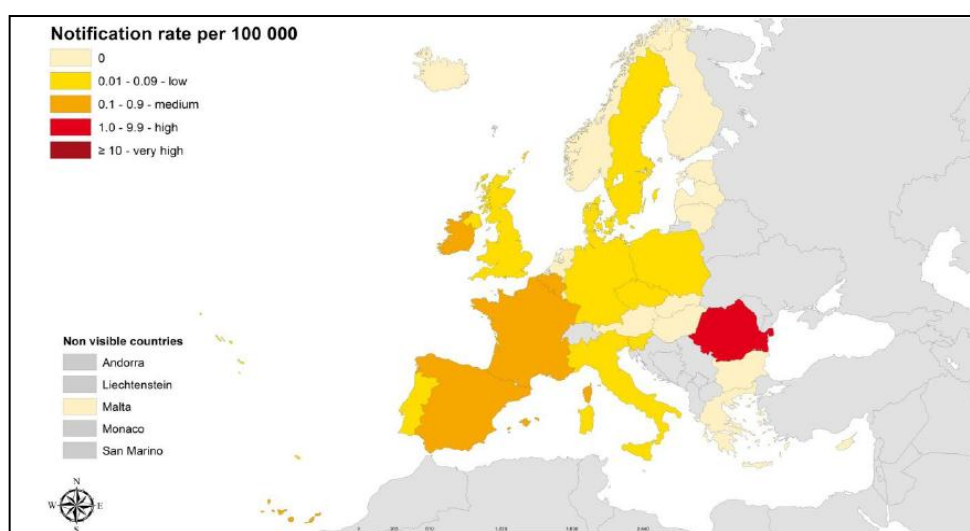 Notification rate per 100 000
0
0.01 - 0.09 - low
0.1 - 0.9 - medium
1.0 - 9.9 - high
≥ 10 - very high
Non visible countries
Andorra
Liechtenstein
Malta
Monaco
San Marino
N
W E
S
0